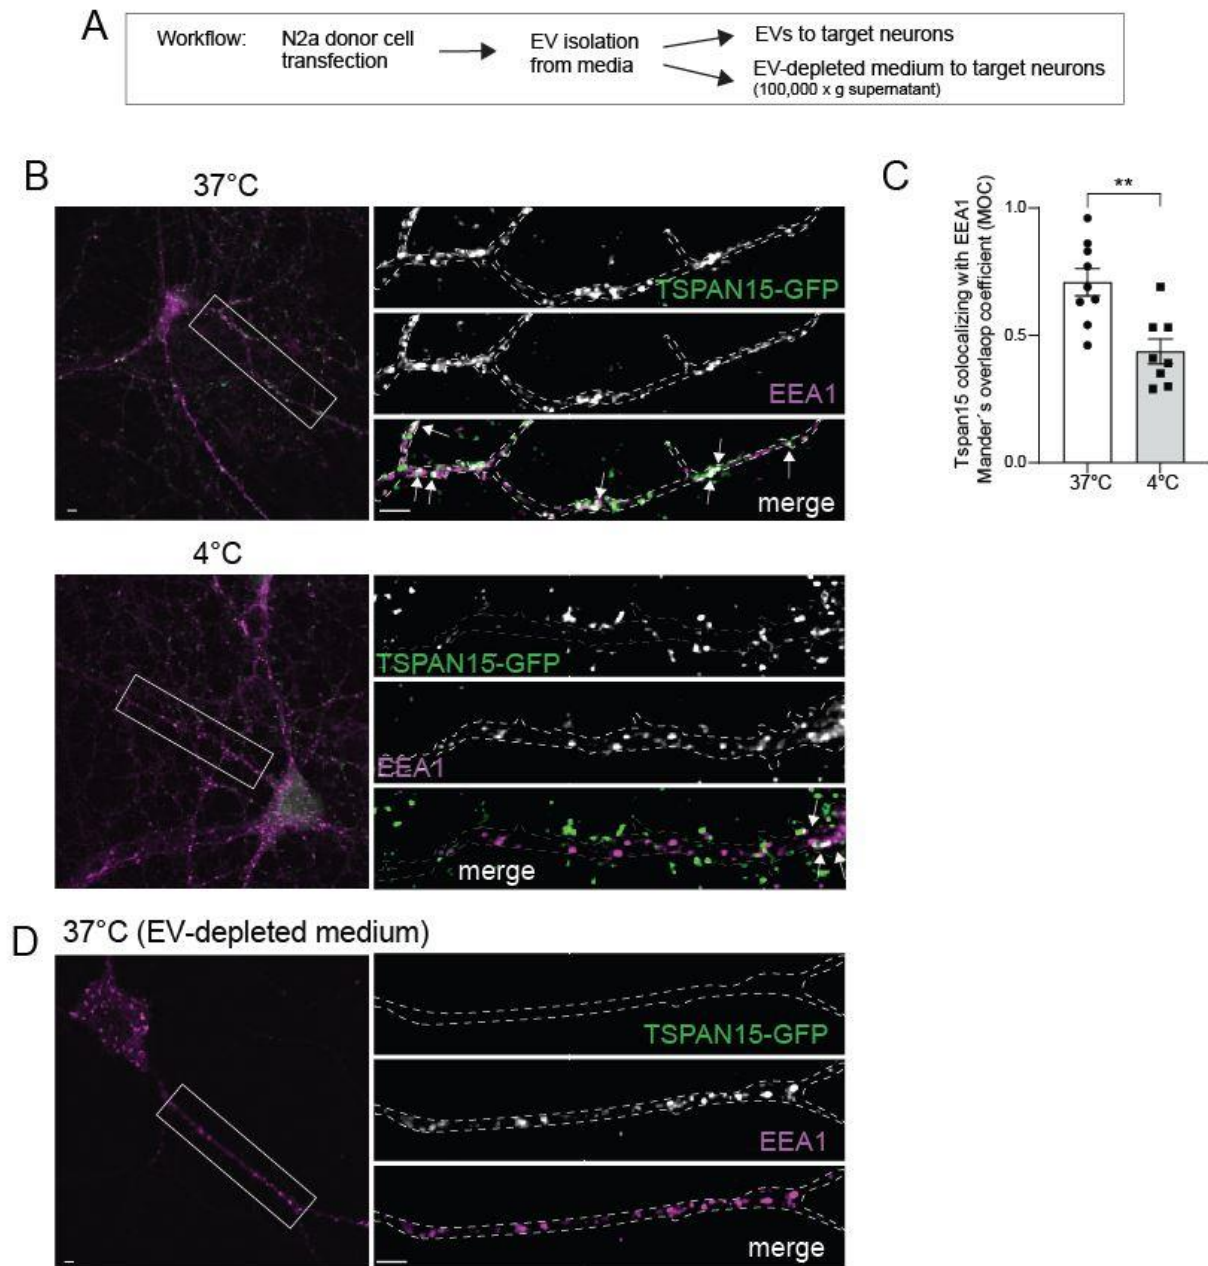 A
Workflow:
N2a donor cell
transfection
EV isolation
from media
EVs to target neurons
EV-depleted medium to target neurons
(100,000 x g supernatant)
B
37°C
TSPAN15-GFP
EEA1
merge
4°C
TSPAN15-GFP
EEA1
merge
C
Tspan15 colocalizing with EEA1
Mander´s overlaop coefficient (MOC)
**
1.0
0.5
0.0
37°C
4°C
D
37°C (EV-depleted medium)
TSPAN15-GFP
EEA1
merge